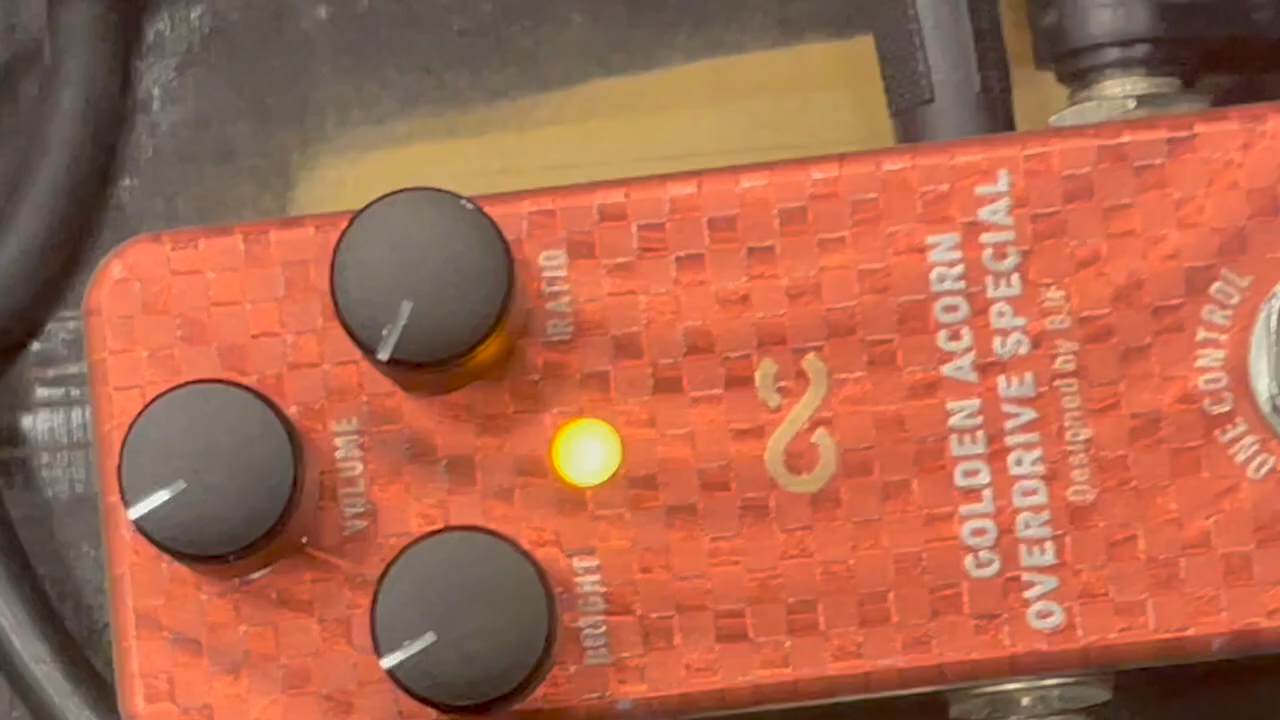 VOLUME
RATIO
BRIGHT
GOLDEN ACORN
OVERDRIVE SPECIAL
Designed by BJF
ONE CONTROL